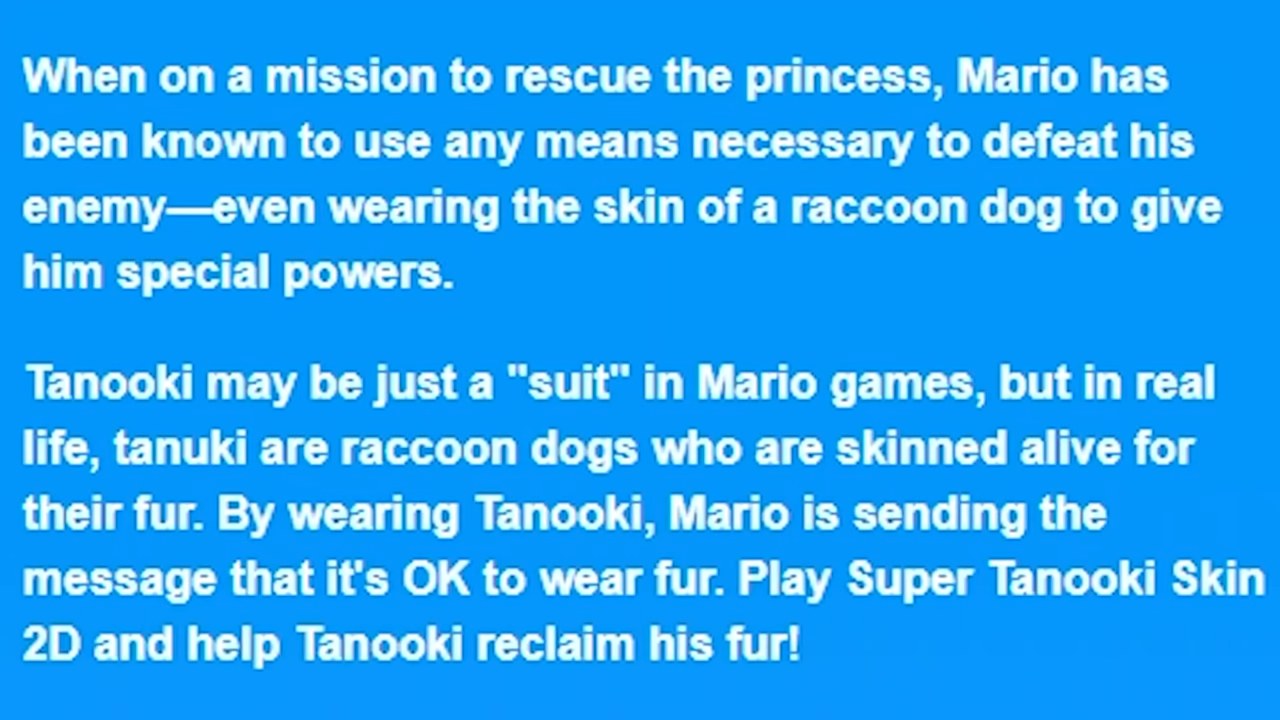 When on a mission to rescue the princess, Mario has
been known to use any means necessary to defeat his
enemy—even wearing the skin of a raccoon dog to give
him special powers.
Tanooki may be just a "suit" in Mario games, but in real
life, tanuki are raccoon dogs who are skinned alive for
their fur. By wearing Tanooki, Mario is sending the
message that it's OK to wear fur. Play Super Tanooki Skin
2D and help Tanooki reclaim his fur!